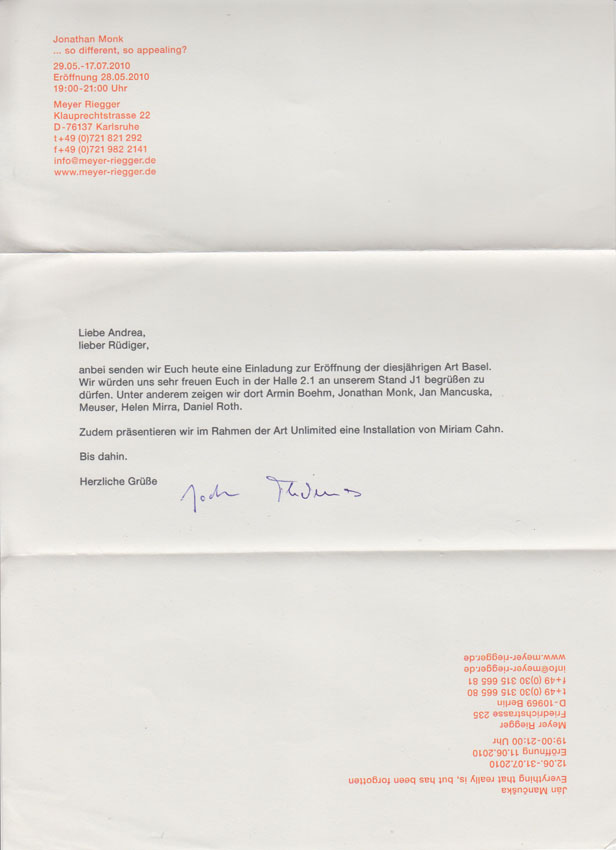 Jonathan Monk
... so different, so appealing?
29.05.-17.07.2010
Eröffnung 28.05.2010
19:00-21:00 Uhr
Meyer Riegger
Klauprechtstrasse 22
D-76137 Karlsruhe
t+49 (0)721 821 292
f+49 (0)721 982 2141
info@meyer-riegger.de
www.meyer-riegger.de
Liebe Andrea,
lieber Rüdiger,
anbei senden wir Euch heute eine Einladung zur Eröffnung der diesjährigen Art Basel.
Wir würden uns sehr freuen Euch in der Halle 2.1 an unserem Stand J1 begrüßen zu
dürfen. Unter anderem zeigen wir dort Armin Boehm, Jonathan Monk, Jan Mancuska,
Meuser, Helen Mirra, Daniel Roth.
Zudem präsentieren wir im Rahmen der Art Unlimited eine Installation von Miriam Cahn.
Bis dahin.
Herzliche Grüße
Ján Mančuška
Everything that really is, but has been forgotten
12.06.-31.07.2010
Eröffnung 11.06.2010
19:00-21:00 Uhr
Meyer Riegger
Friedrichstrasse 235
D-10969 Berlin
t+49 (0)30 315 665 80
f+49 (0)30 315 665 81
info@meyer-riegger.de
www.meyer-riegger.de